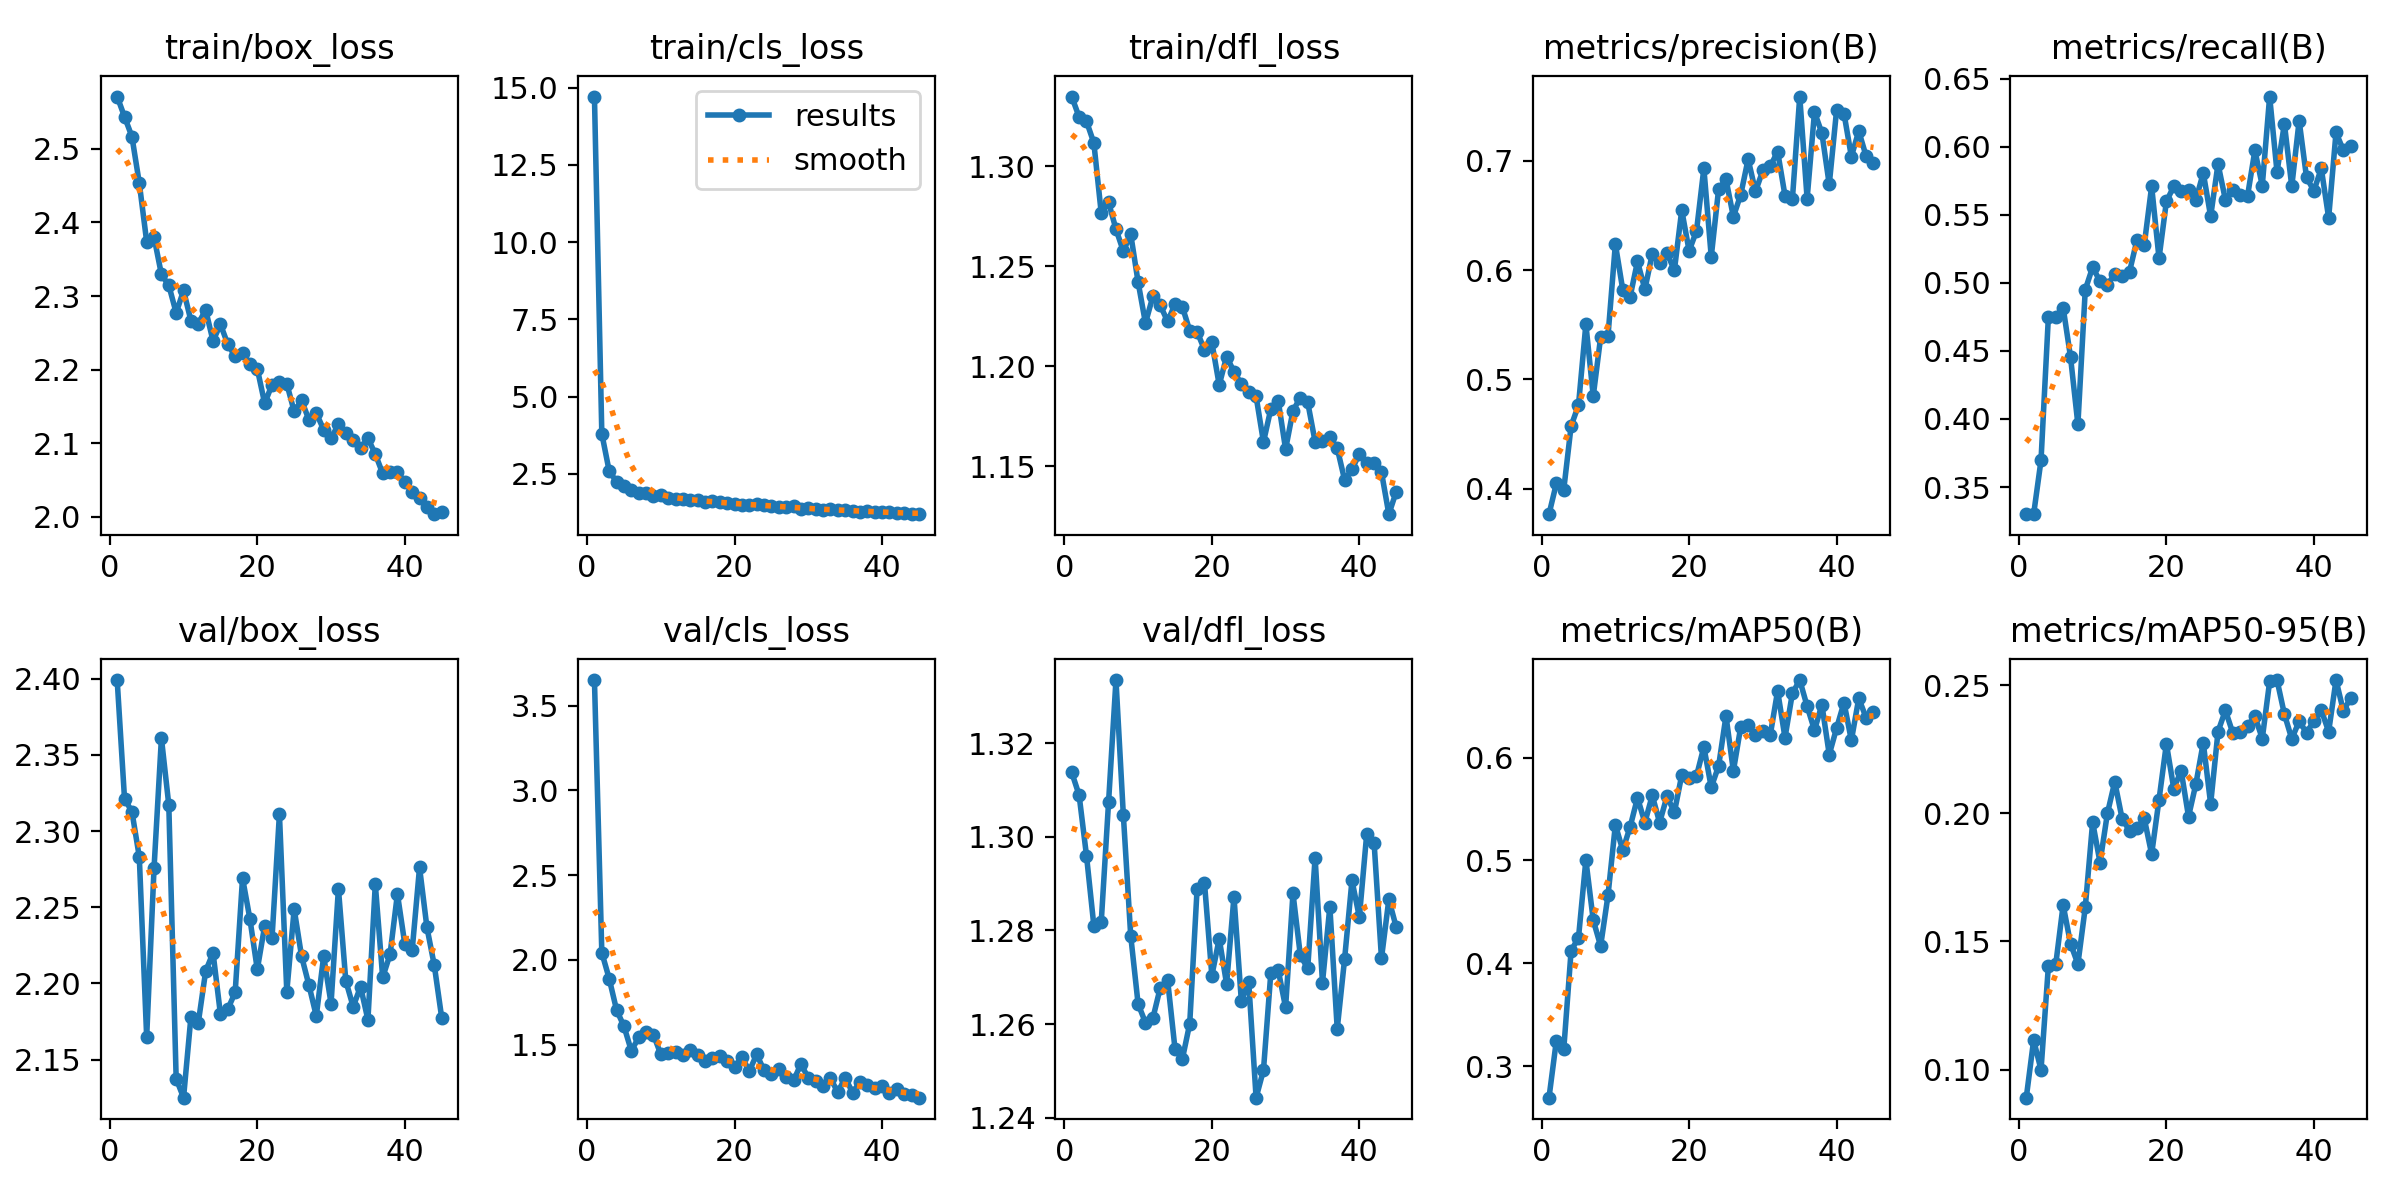 train/box_loss
2.5
2.4
2.3
2.2
2.1
2.0
0 20 40
train/cls_loss
15.0
12.5
10.0
7.5
5.0
2.5
0 20 40
results
smooth
train/dfl_loss
1.30
1.25
1.20
1.15
0 20 40
metrics/precision(B)
0.7
0.6
0.5
0.4
0 20 40
metrics/recall(B)
0.65
0.60
0.55
0.50
0.45
0.40
0.35
0 20 40
val/box_loss
2.40
2.35
2.30
2.25
2.20
2.15
0 20 40
val/cls_loss
3.5
3.0
2.5
2.0
1.5
0 20 40
val/dfl_loss
1.32
1.30
1.28
1.26
1.24
0 20 40
metrics/mAP50(B)
0.6
0.5
0.4
0.3
0 20 40
metrics/mAP50-95(B)
0.25
0.20
0.15
0.10
0 20 40